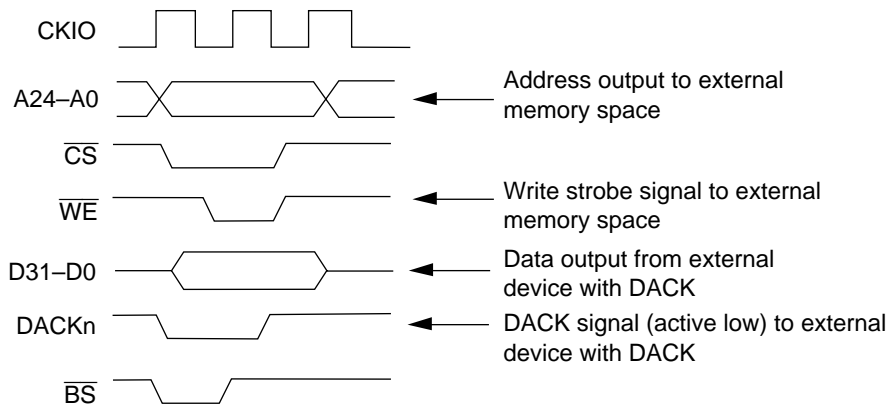 CKIO
A24–A0
Address output to external
memory space
CS
WE
Write strobe signal to external
memory space
D31–D0
Data output from external
device with DACK
DACKn
DACK signal (active low) to external
device with DACK
BS